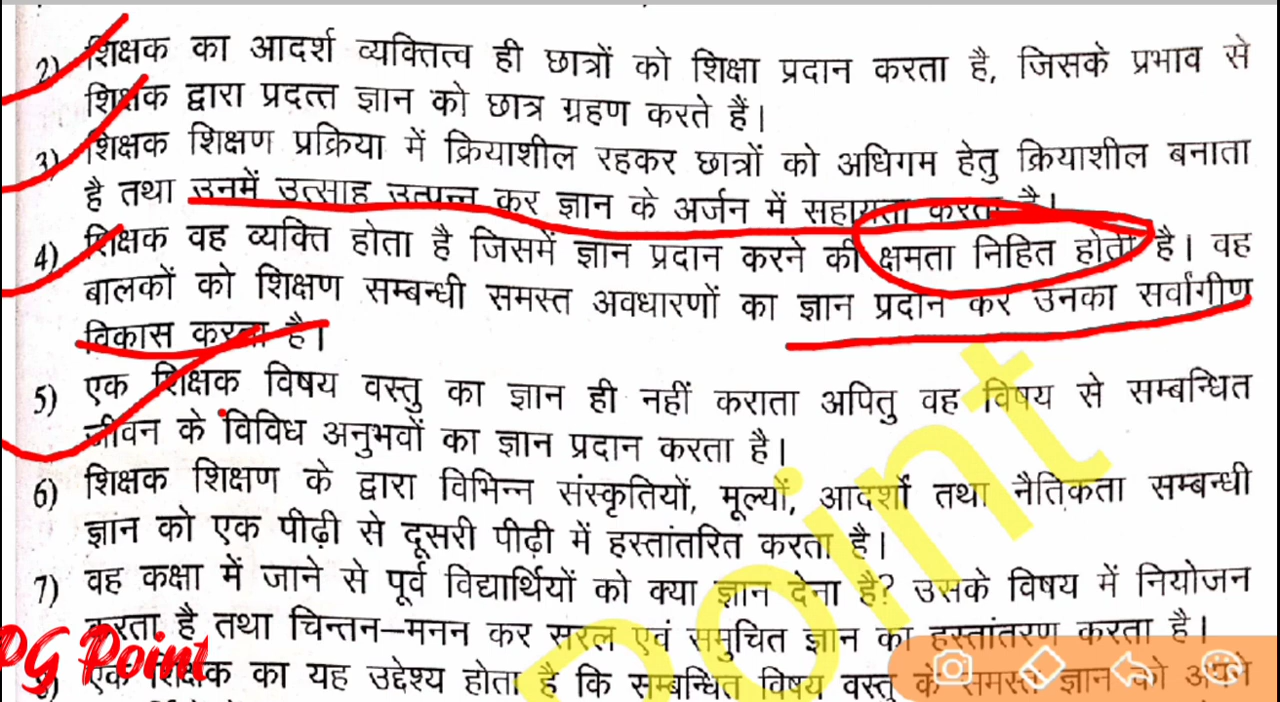 2) शिक्षक का आदर्श व्यक्तित्व ही छात्रों को शिक्षा प्रदान करता है, जिसके प्रभाव से
शिक्षक द्वारा प्रदत्त ज्ञान को छात्र ग्रहण करते हैं।
3) शिक्षक शिक्षण प्रक्रिया में क्रियाशील रहकर छात्रों को अधिगम हेतु क्रियाशील बनाता
है तथा उनमें उत्साह उत्पन्न कर ज्ञान के अर्जन में सहायता करता है।
4) शिक्षक वह व्यक्ति होता है जिसमें ज्ञान प्रदान करने की क्षमता निहित होती है। वह
बालकों को शिक्षण सम्बन्धी समस्त अवधारणों का ज्ञान प्रदान कर उनका सर्वांगीण
विकास करता है।
5) एक शिक्षक विषय वस्तु का ज्ञान ही नहीं कराता अपितु वह विषय से सम्बन्धित
जीवन के विविध अनुभवों का ज्ञान प्रदान करता है।
6) शिक्षक शिक्षण के द्वारा विभिन्न संस्कृतियों, मूल्यों, आदर्शों तथा नैतिकता सम्बन्धी
ज्ञान को एक पीढ़ी से दूसरी पीढ़ी में हस्तांतरित करता है।
7) वह कक्षा में जाने से पूर्व विद्यार्थियों को क्या ज्ञान देना है? उसके विषय में नियोजन
करता है तथा चिन्तन–मनन कर सरल एवं समुचित ज्ञान का हस्तांतरण करता है।
एक शिक्षक का यह उद्देश्य होता है कि सम्बन्धित विषय वस्तु के समस्त ज्ञान को अपने
PG Point
Point